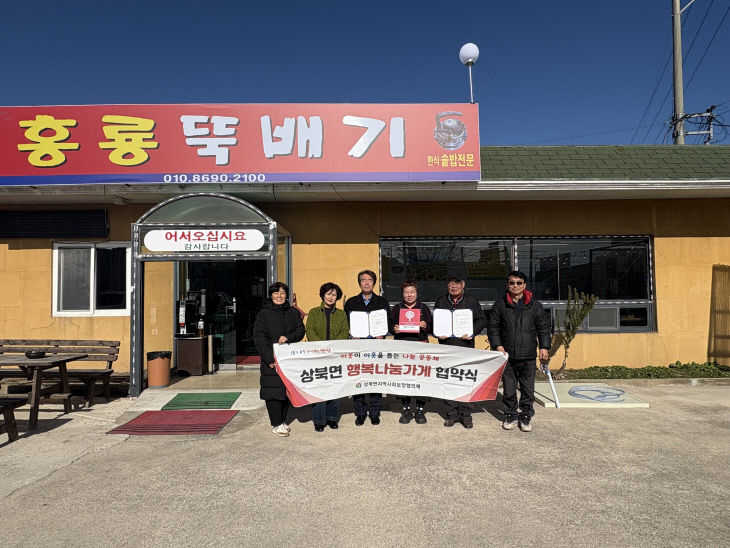 홍룡 뚝배기
한식 솥밥전문
010.8690.2100
어서오십시요
감사합니다
이웃이 이웃을 돕는 나눔 공동체
상북면 행복나눔가게 협약식
상북면지역사회보장협의체